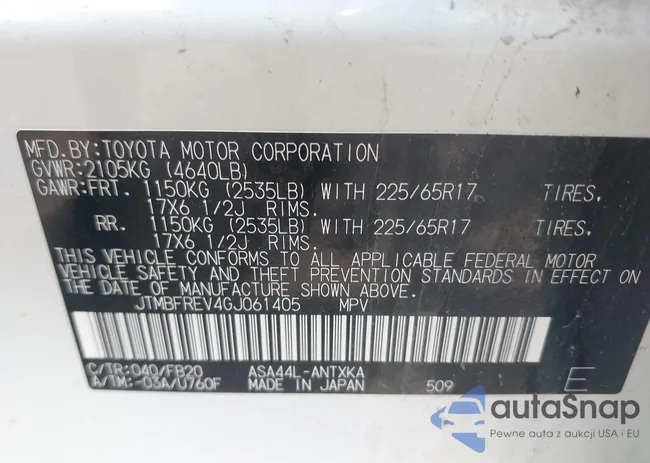 MFD.BY:TOYOTA MOTOR CORPORATION
GVWR:2105KG (4640LB)
GAWR:FRT. 1150KG (2535LB) WITH 225/65R17 TIRES.
17X6 1/2J RIMS.
RR. 1150KG (2535LB) WITH 225/65R17 TIRES.
17X6 1/2J RIMS.
THIS VEHICLE CONFORMS TO ALL APPLICABLE FEDERAL MOTOR
VEHICLE SAFETY AND THEFT PREVENTION STANDARDS IN EFFECT ON
THE DATE OF MANUFACTURE SHOWN ABOVE.
JTMBFREV4GJ061405 MPV
C/TR:040/FB20 ASA44L-ANTXKA
A/TM:-03A/U760F MADE IN JAPAN 509 E
autoSnap
Pewne auta z aukcji USA i EU